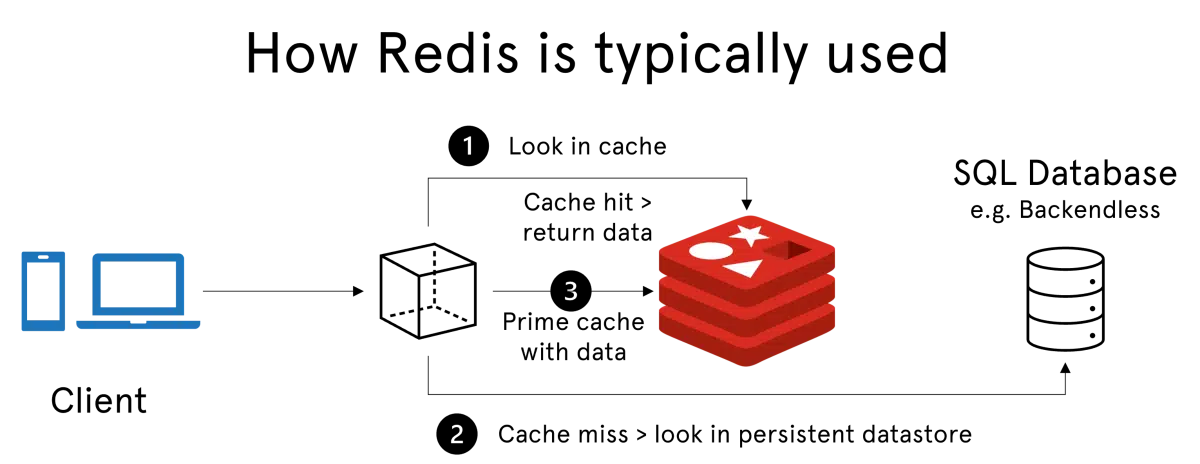 How Redis is typically used
1 Look in cache
Cache hit >
return data
SQL Database
e.g. Backendless
3
Prime cache
with data
Client
2 Cache miss > look in persistent datastore